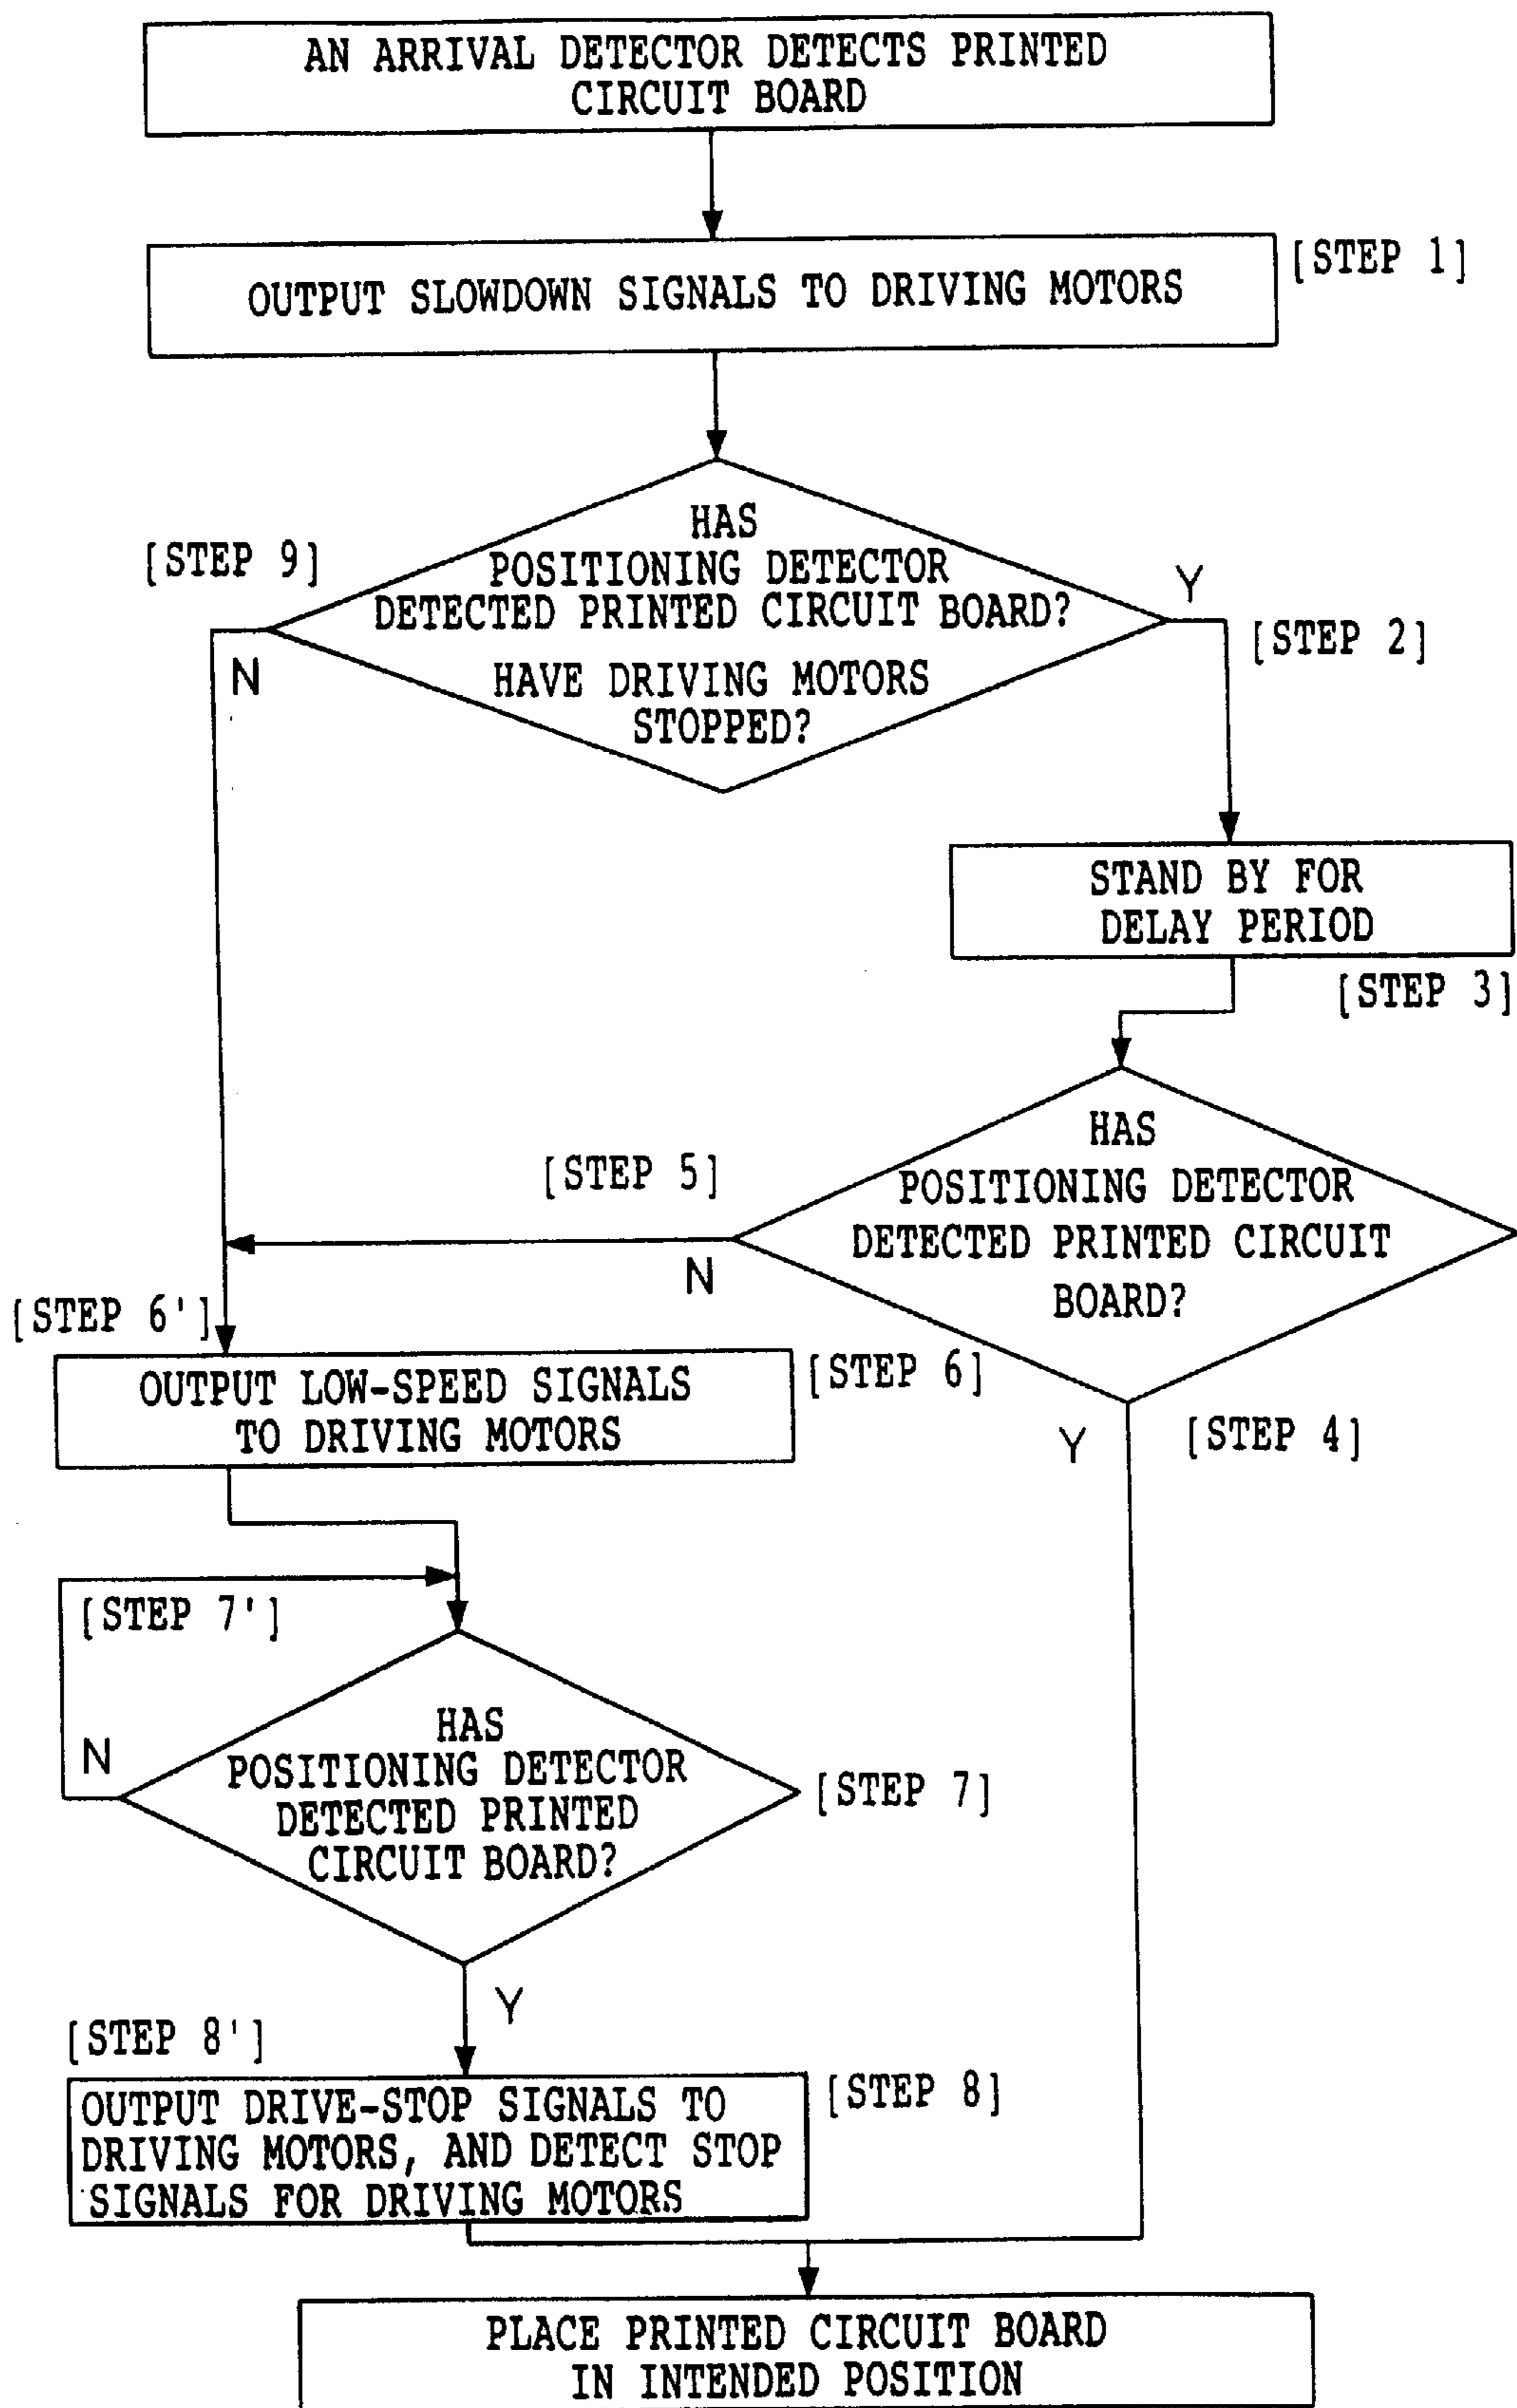 AN ARRIVAL DETECTOR DETECTS PRINTED
CIRCUIT BOARD
OUTPUT SLOWDOWN SIGNALS TO DRIVING MOTORS
[STEP 1]
HAS
POSITIONING DETECTOR
DETECTED PRINTED CIRCUIT BOARD?
HAVE DRIVING MOTORS
STOPPED?
[STEP 9]
N
Y
[STEP 2]
STAND BY FOR
DELAY PERIOD
[STEP 3]
HAS
POSITIONING DETECTOR
DETECTED PRINTED CIRCUIT
BOARD?
[STEP 5]
N
Y
[STEP 4]
[STEP 6']
OUTPUT LOW-SPEED SIGNALS
TO DRIVING MOTORS
[STEP 6]
[STEP 7']
N
HAS
POSITIONING DETECTOR
DETECTED PRINTED
CIRCUIT BOARD?
[STEP 7]
Y
[STEP 8']
OUTPUT DRIVE-STOP SIGNALS TO
DRIVING MOTORS, AND DETECT STOP
SIGNALS FOR DRIVING MOTORS
[STEP 8]
PLACE PRINTED CIRCUIT BOARD
IN INTENDED POSITION